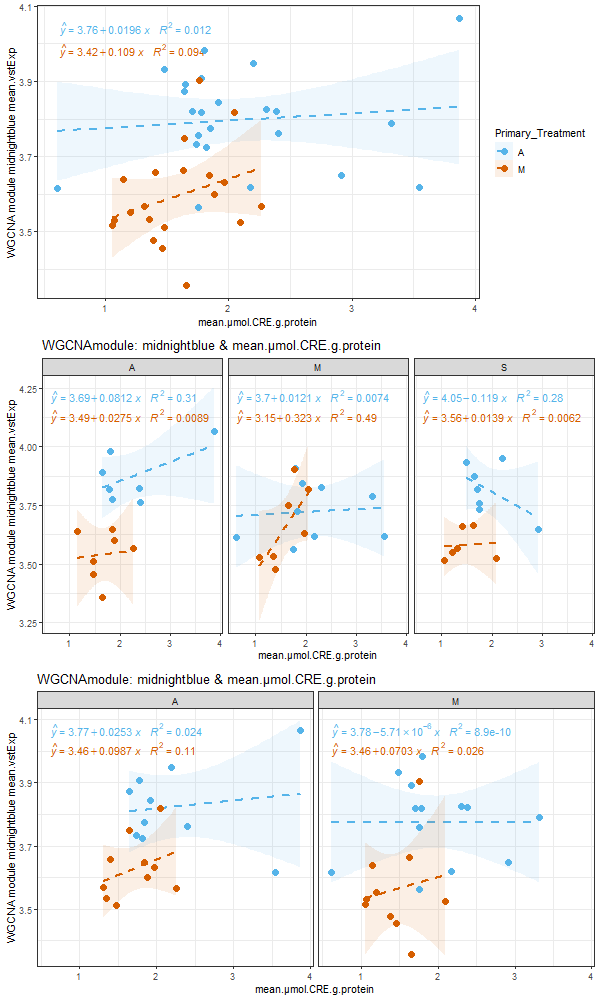 ŷ = 3.76 + 0.0196 x R² = 0.012
ŷ = 3.42 + 0.109 x R² = 0.094
4.1
3.9
3.7
3.5
WGCNA module midnightblue mean.vstExp
1 2 3 4
mean.µmol.CRE.g.protein
Primary_Treatment
A
M
WGCNAmodule: midnightblue & mean.µmol.CRE.g.protein
A M S
ŷ = 3.69 + 0.0812 x R² = 0.31
ŷ = 3.49 + 0.0275 x R² = 0.0089
ŷ = 3.7 + 0.0121 x R² = 0.0074
ŷ = 3.15 + 0.323 x R² = 0.49
ŷ = 4.05 − 0.119 x R² = 0.28
ŷ = 3.56 + 0.0139 x R² = 0.0062
4.25
4.00
3.75
3.50
3.25
WGCNA module midnightblue mean.vstExp
1 2 3 4 1 2 3 4 1 2 3 4
mean.µmol.CRE.g.protein
WGCNAmodule: midnightblue & mean.µmol.CRE.g.protein
A M
ŷ = 3.77 + 0.0253 x R² = 0.024
ŷ = 3.46 + 0.0987 x R² = 0.11
ŷ = 3.78 − 5.71 × 10⁻⁶ x R² = 8.9e-10
ŷ = 3.46 + 0.0703 x R² = 0.026
4.1
3.9
3.7
3.5
WGCNA module midnightblue mean.vstExp
1 2 3 4 1 2 3 4
mean.µmol.CRE.g.protein